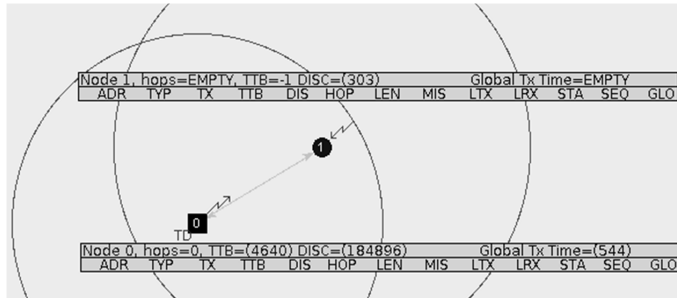 Node 1, hops=EMPTY, TTB=-1 DISC=(303) Global Tx Time=EMPTY
ADR TYP TX TTB DIS HOP LEN MIS LTX LRX STA SEQ GLO
1
0
TD
Node 0, hops=0, TTB=(4640) DISC=(184896) Global Tx Time=(544)
ADR TYP TX TTB DIS HOP LEN MIS LTX LRX STA SEQ GLO